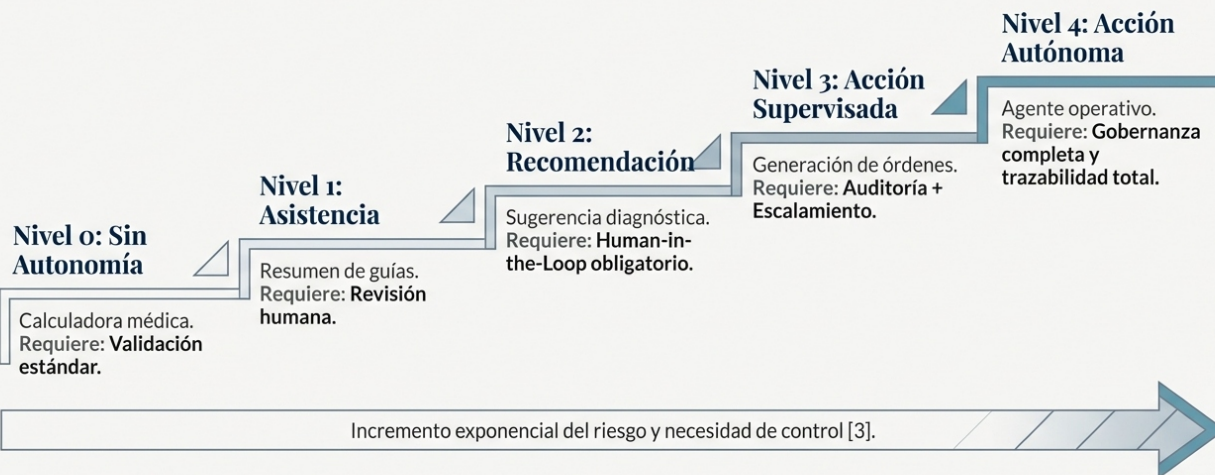 Nivel 0: Sin
Autonomía
Calculadora médica.
Requiere: Validación
estándar.
Nivel 1:
Asistencia
Resumen de guías.
Requiere: Revisión
humana.
Nivel 2:
Recomendación
Sugerencia diagnóstica.
Requiere: Human-in-
the-Loop obligatorio.
Nivel 3: Acción
Supervisada
Generación de órdenes.
Requiere: Auditoría +
Escalamiento.
Nivel 4: Acción
Autónoma
Agente operativo.
Requiere: Gobernanza
completa y
trazabilidad total.
Incremento exponencial del riesgo y necesidad de control [3].